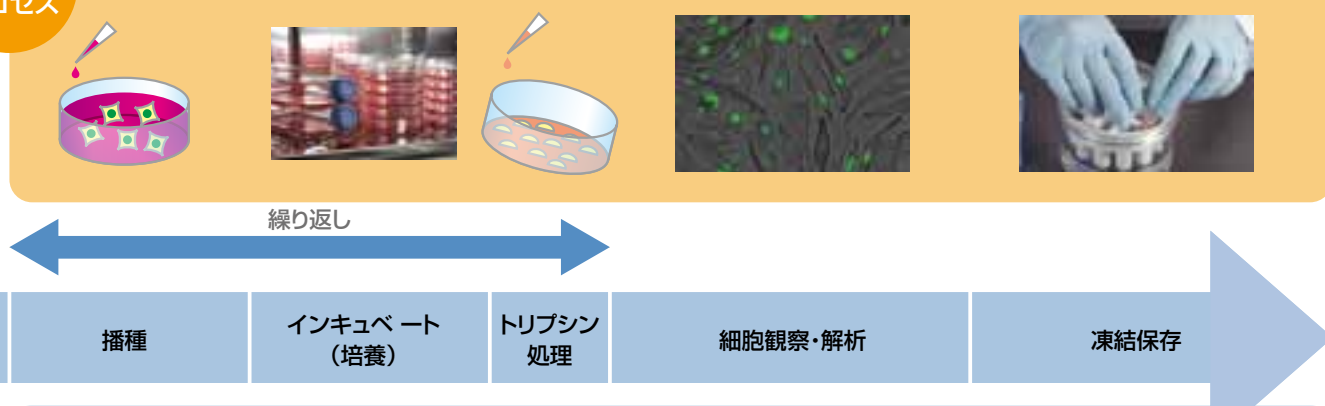 ロセス
繰り返し
播種
インキュベ ート
（培養）
トリプシン
処理
細胞観察・解析
凍結保存